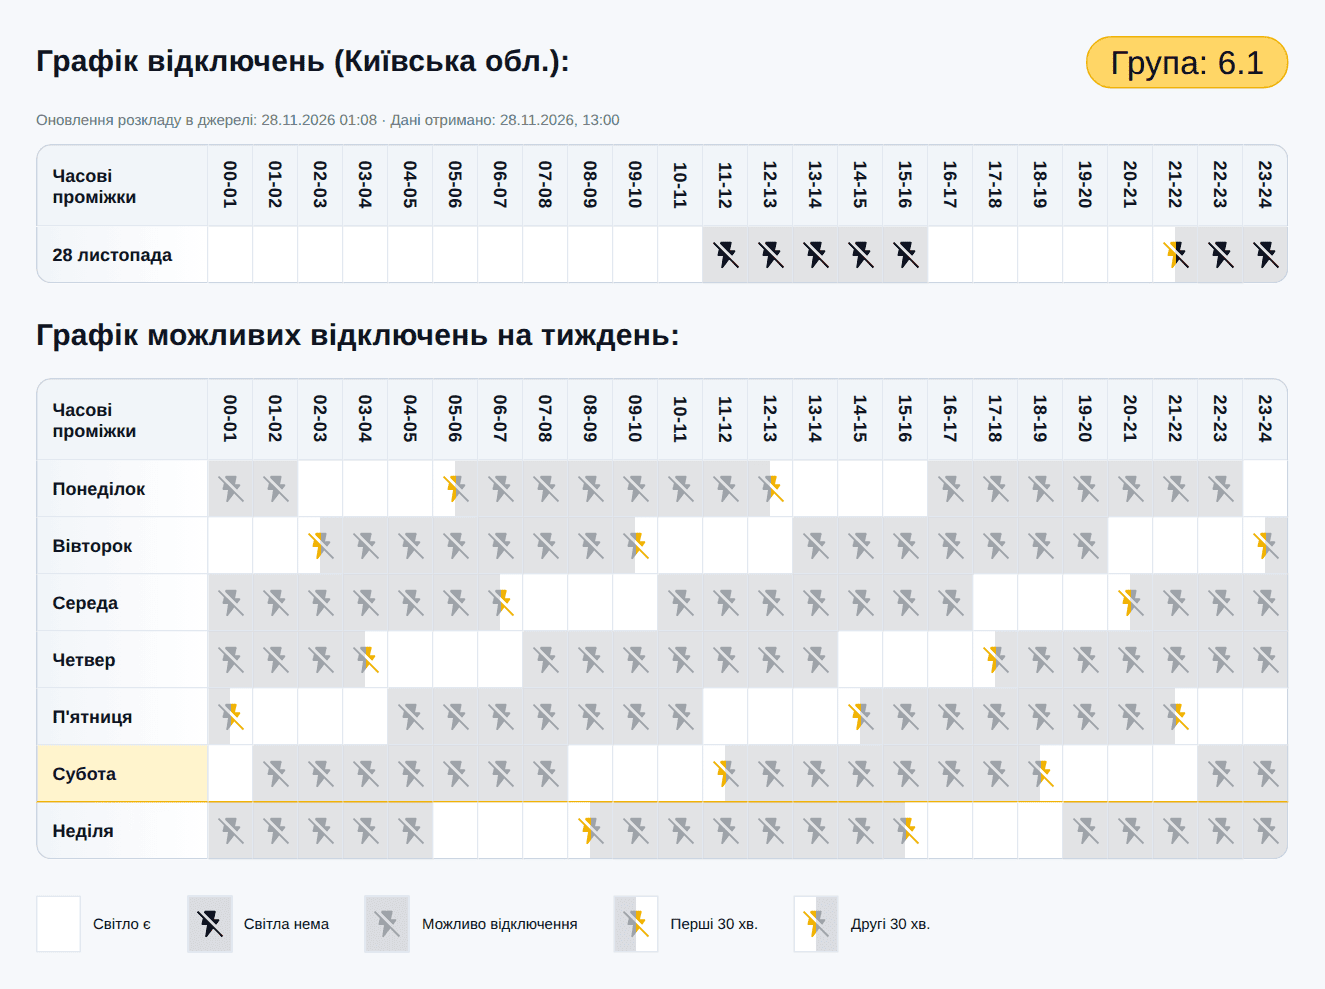 Графік відключень (Київська обл.):
Група: 6.1
Оновлення розкладу в джерелі: 28.11.2026 01:08 · Дані отримано: 28.11.2026, 13:00
Часові
проміжки
00-01 01-02 02-03 03-04 04-05 05-06 06-07 07-08 08-09 09-10 10-11 11-12 12-13 13-14 14-15 15-16 16-17 17-18 18-19 19-20 20-21 21-22 22-23 23-24
28 листопада
Графік можливих відключень на тиждень:
Часові
проміжки
00-01 01-02 02-03 03-04 04-05 05-06 06-07 07-08 08-09 09-10 10-11 11-12 12-13 13-14 14-15 15-16 16-17 17-18 18-19 19-20 20-21 21-22 22-23 23-24
Понеділок
Вівторок
Середа
Четвер
П'ятниця
Субота
Неділя
Світло є
Світла нема
Можливо відключення
Перші 30 хв.
Другі 30 хв.